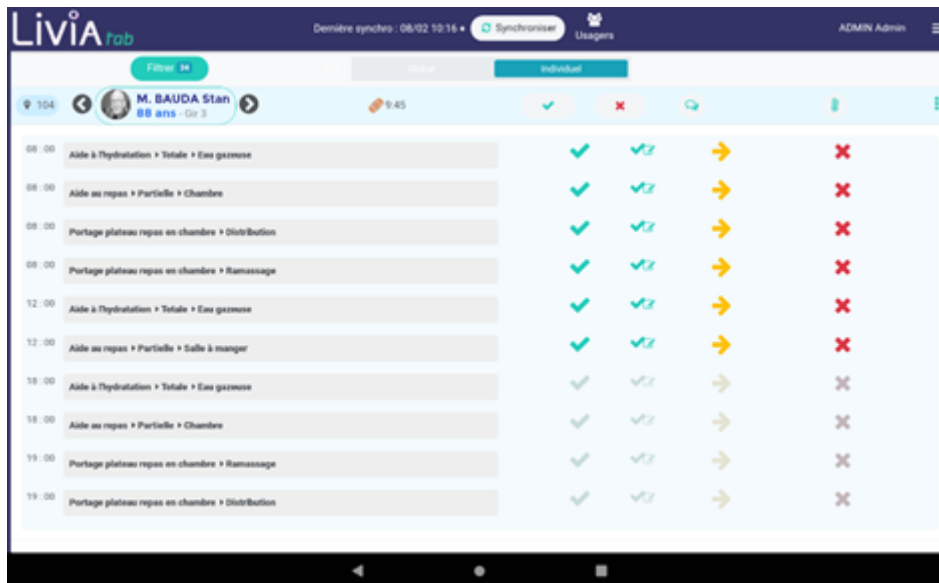 LiViA tab
Dernière synchro : 08/02 10:16 • Synchroniser
Usagers
ADMIN Admin
Filtrer 34
Individuel
104
M. BAUDA Stan
88 ans - Gir 3
9:45
08 : 00 Aide à l'hydratation ▸ Totale ▸ Eau gazeuse
08 : 00 Aide au repas ▸ Partielle ▸ Chambre
08 : 00 Portage plateau repas en chambre ▸ Distribution
08 : 00 Portage plateau repas en chambre ▸ Ramassage
12 : 00 Aide à l'hydratation ▸ Totale ▸ Eau gazeuse
12 : 00 Aide au repas ▸ Partielle ▸ Salle à manger
18 : 00 Aide à l'hydratation ▸ Totale ▸ Eau gazeuse
18 : 00 Aide au repas ▸ Partielle ▸ Chambre
19 : 00 Portage plateau repas en chambre ▸ Ramassage
19 : 00 Portage plateau repas en chambre ▸ Distribution